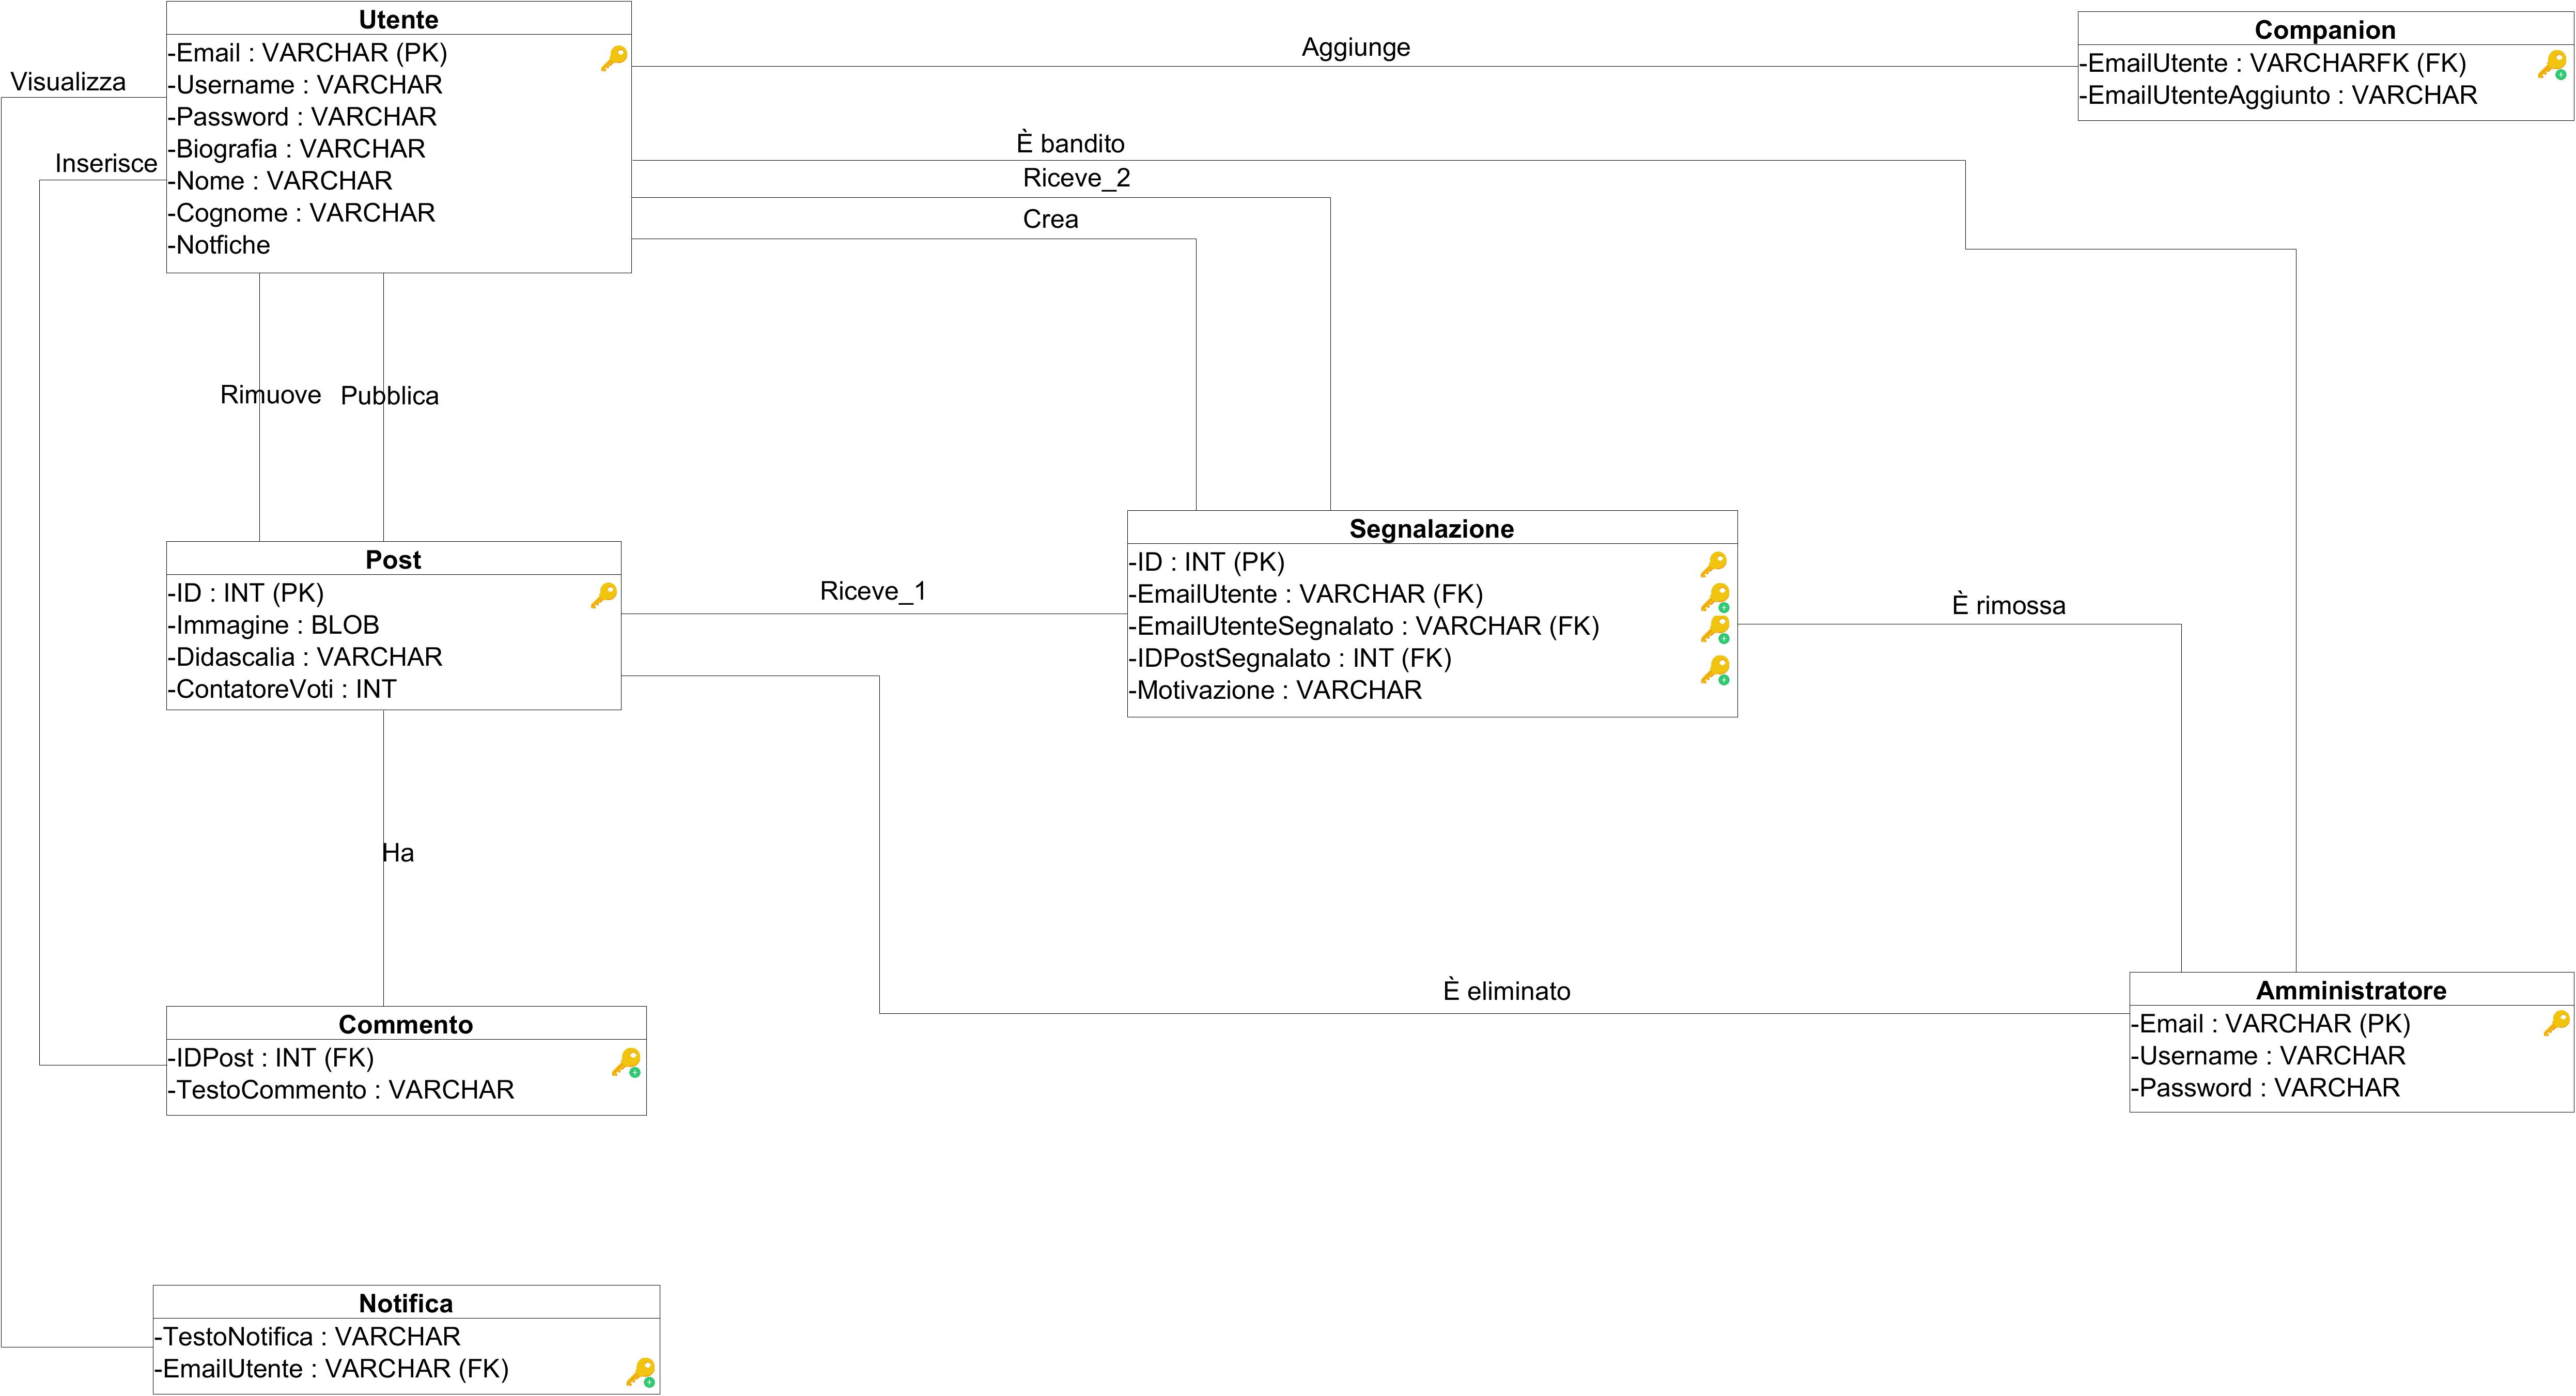 Utente
-Email : VARCHAR (PK)
-Username : VARCHAR
-Password : VARCHAR
-Biografia : VARCHAR
-Nome : VARCHAR
-Cognome : VARCHAR
-Notfiche
Visualizza
Inserisce
Aggiunge
È bandito
Riceve_2
Crea
Companion
-EmailUtente : VARCHARFK (FK)
-EmailUtenteAggiunto : VARCHAR
Rimuove
Pubblica
Post
-ID : INT (PK)
-Immagine : BLOB
-Didascalia : VARCHAR
-ContatoreVoti : INT
Riceve_1
Segnalazione
-ID : INT (PK)
-EmailUtente : VARCHAR (FK)
-EmailUtenteSegnalato : VARCHAR (FK)
-IDPostSegnalato : INT (FK)
-Motivazione : VARCHAR
È rimossa
Ha
È eliminato
Commento
-IDPost : INT (FK)
-TestoCommento : VARCHAR
Amministratore
-Email : VARCHAR (PK)
-Username : VARCHAR
-Password : VARCHAR
Notifica
-TestoNotifica : VARCHAR
-EmailUtente : VARCHAR (FK)